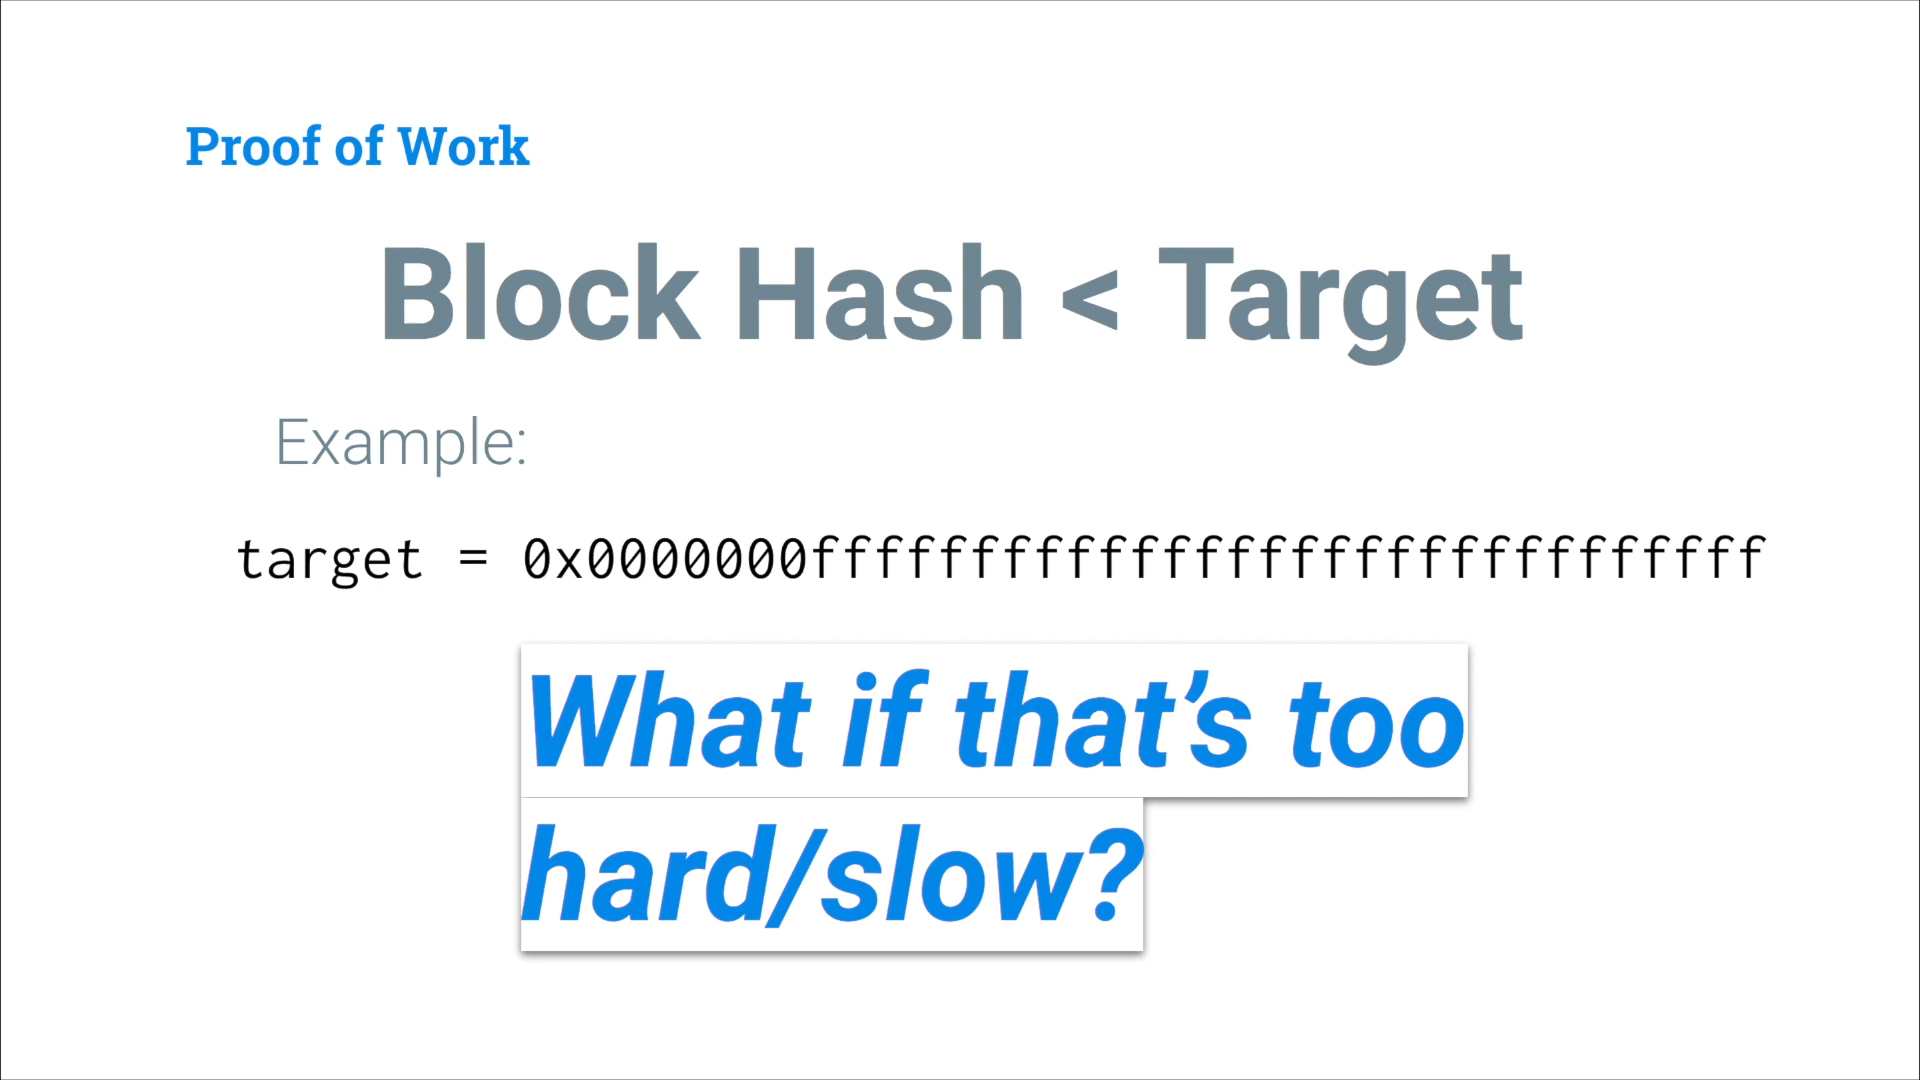 Proof of Work
Block Hash < Target
Example:
target = 0x0000000ffffffffffffffffffffffffffffff
What if that’s too
hard/slow?